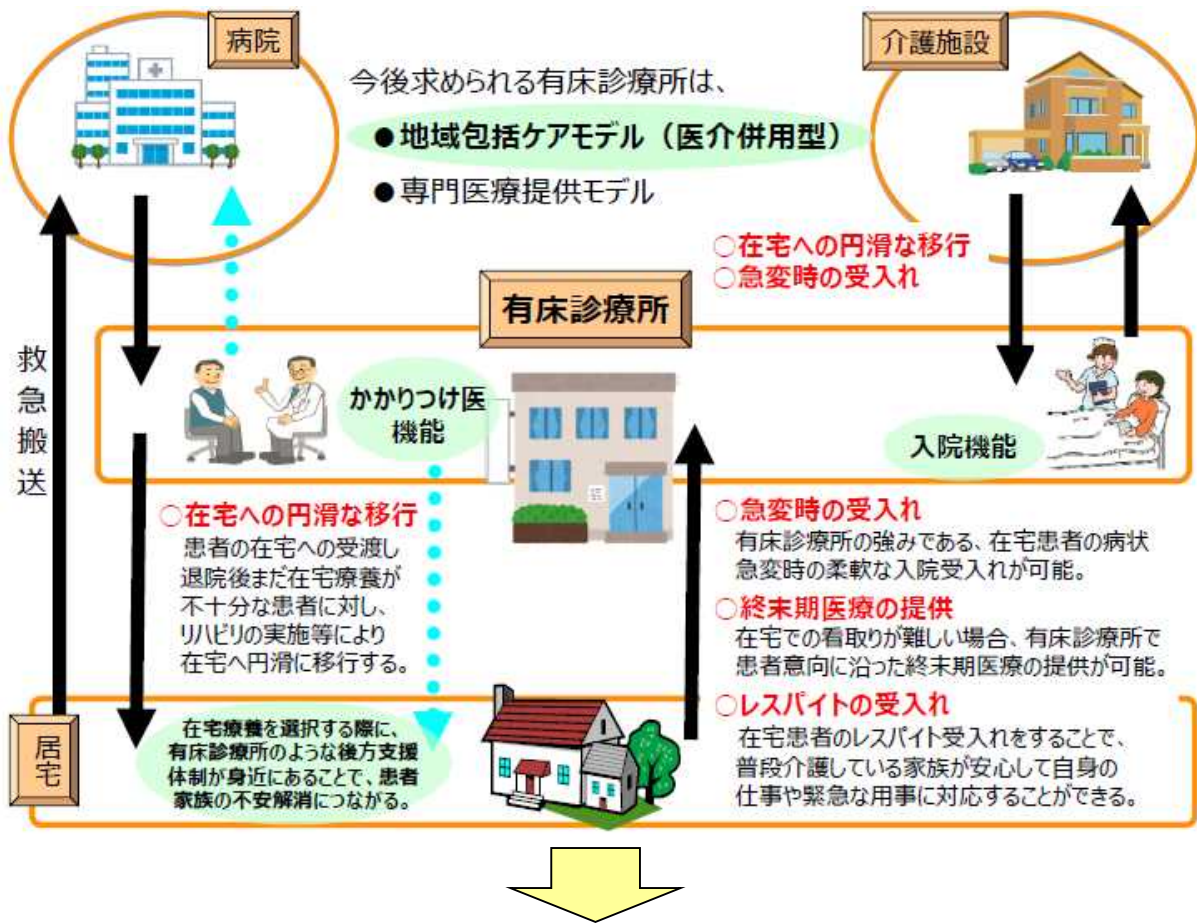 病院
介護施設
今後求められる有床診療所は、
●地域包括ケアモデル（医介併用型）
●専門医療提供モデル
○在宅への円滑な移行
○急変時の受入れ
有床診療所
救急搬送
かかりつけ医
機能
入院機能
○在宅への円滑な移行
患者の在宅への受渡し
退院後まだ在宅療養が
不十分な患者に対し、
リハビリの実施等により
在宅へ円滑に移行する。
○急変時の受入れ
有床診療所の強みである、在宅患者の病状
急変時の柔軟な入院受入れが可能。
○終末期医療の提供
在宅での看取りが難しい場合、有床診療所で
患者意向に沿った終末期医療の提供が可能。
○レスパイトの受入れ
在宅患者のレスパイト受入れをすることで、
普段介護している家族が安心して自身の
仕事や緊急な用事に対応することができる。
居宅
在宅療養を選択する際に、
有床診療所のような後方支援
体制が身近にあることで、患者
家族の不安解消につながる。